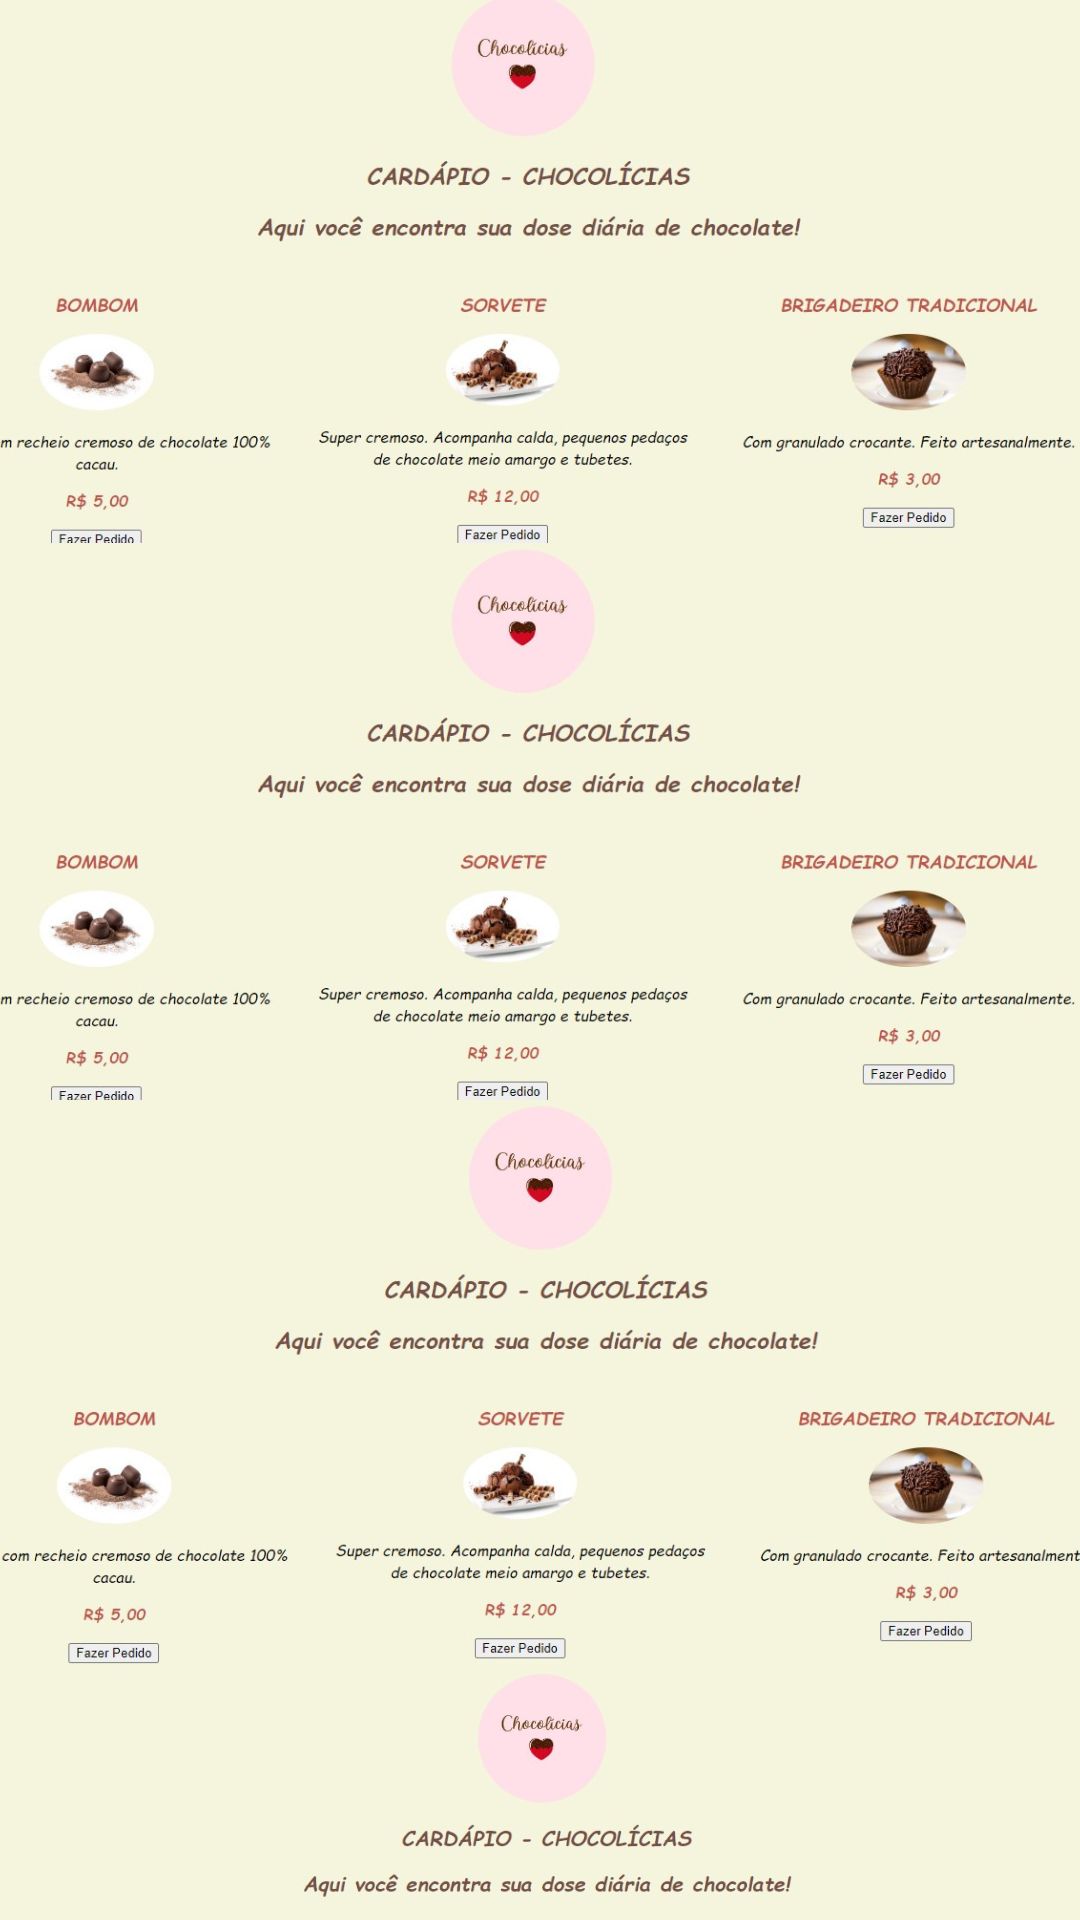 Chocolícias
CARDÁPIO - CHOCOLÍCIAS
Aqui você encontra sua dose diária de chocolate!
BOMBOM
m recheio cremoso de chocolate 100%
cacau.
R$ 5,00
Fazer Pedido
SORVETE
Super cremoso. Acompanha calda, pequenos pedaços
de chocolate meio amargo e tubetes.
R$ 12,00
Fazer Pedido
BRIGADEIRO TRADICIONAL
Com granulado crocante. Feito artesanalmente.
R$ 3,00
Fazer Pedido
Chocolícias
CARDÁPIO - CHOCOLÍCIAS
Aqui você encontra sua dose diária de chocolate!
BOMBOM
m recheio cremoso de chocolate 100%
cacau.
R$ 5,00
Fazer Pedido
SORVETE
Super cremoso. Acompanha calda, pequenos pedaços
de chocolate meio amargo e tubetes.
R$ 12,00
Fazer Pedido
BRIGADEIRO TRADICIONAL
Com granulado crocante. Feito artesanalmente.
R$ 3,00
Fazer Pedido
Chocolícias
CARDÁPIO - CHOCOLÍCIAS
Aqui você encontra sua dose diária de chocolate!
BOMBOM
com recheio cremoso de chocolate 100%
cacau.
R$ 5,00
Fazer Pedido
SORVETE
Super cremoso. Acompanha calda, pequenos pedaços
de chocolate meio amargo e tubetes.
R$ 12,00
Fazer Pedido
BRIGADEIRO TRADICIONAL
Com granulado crocante. Feito artesanalment
R$ 3,00
Fazer Pedido
Chocolícias
CARDÁPIO - CHOCOLÍCIAS
Aqui você encontra sua dose diária de chocolate!